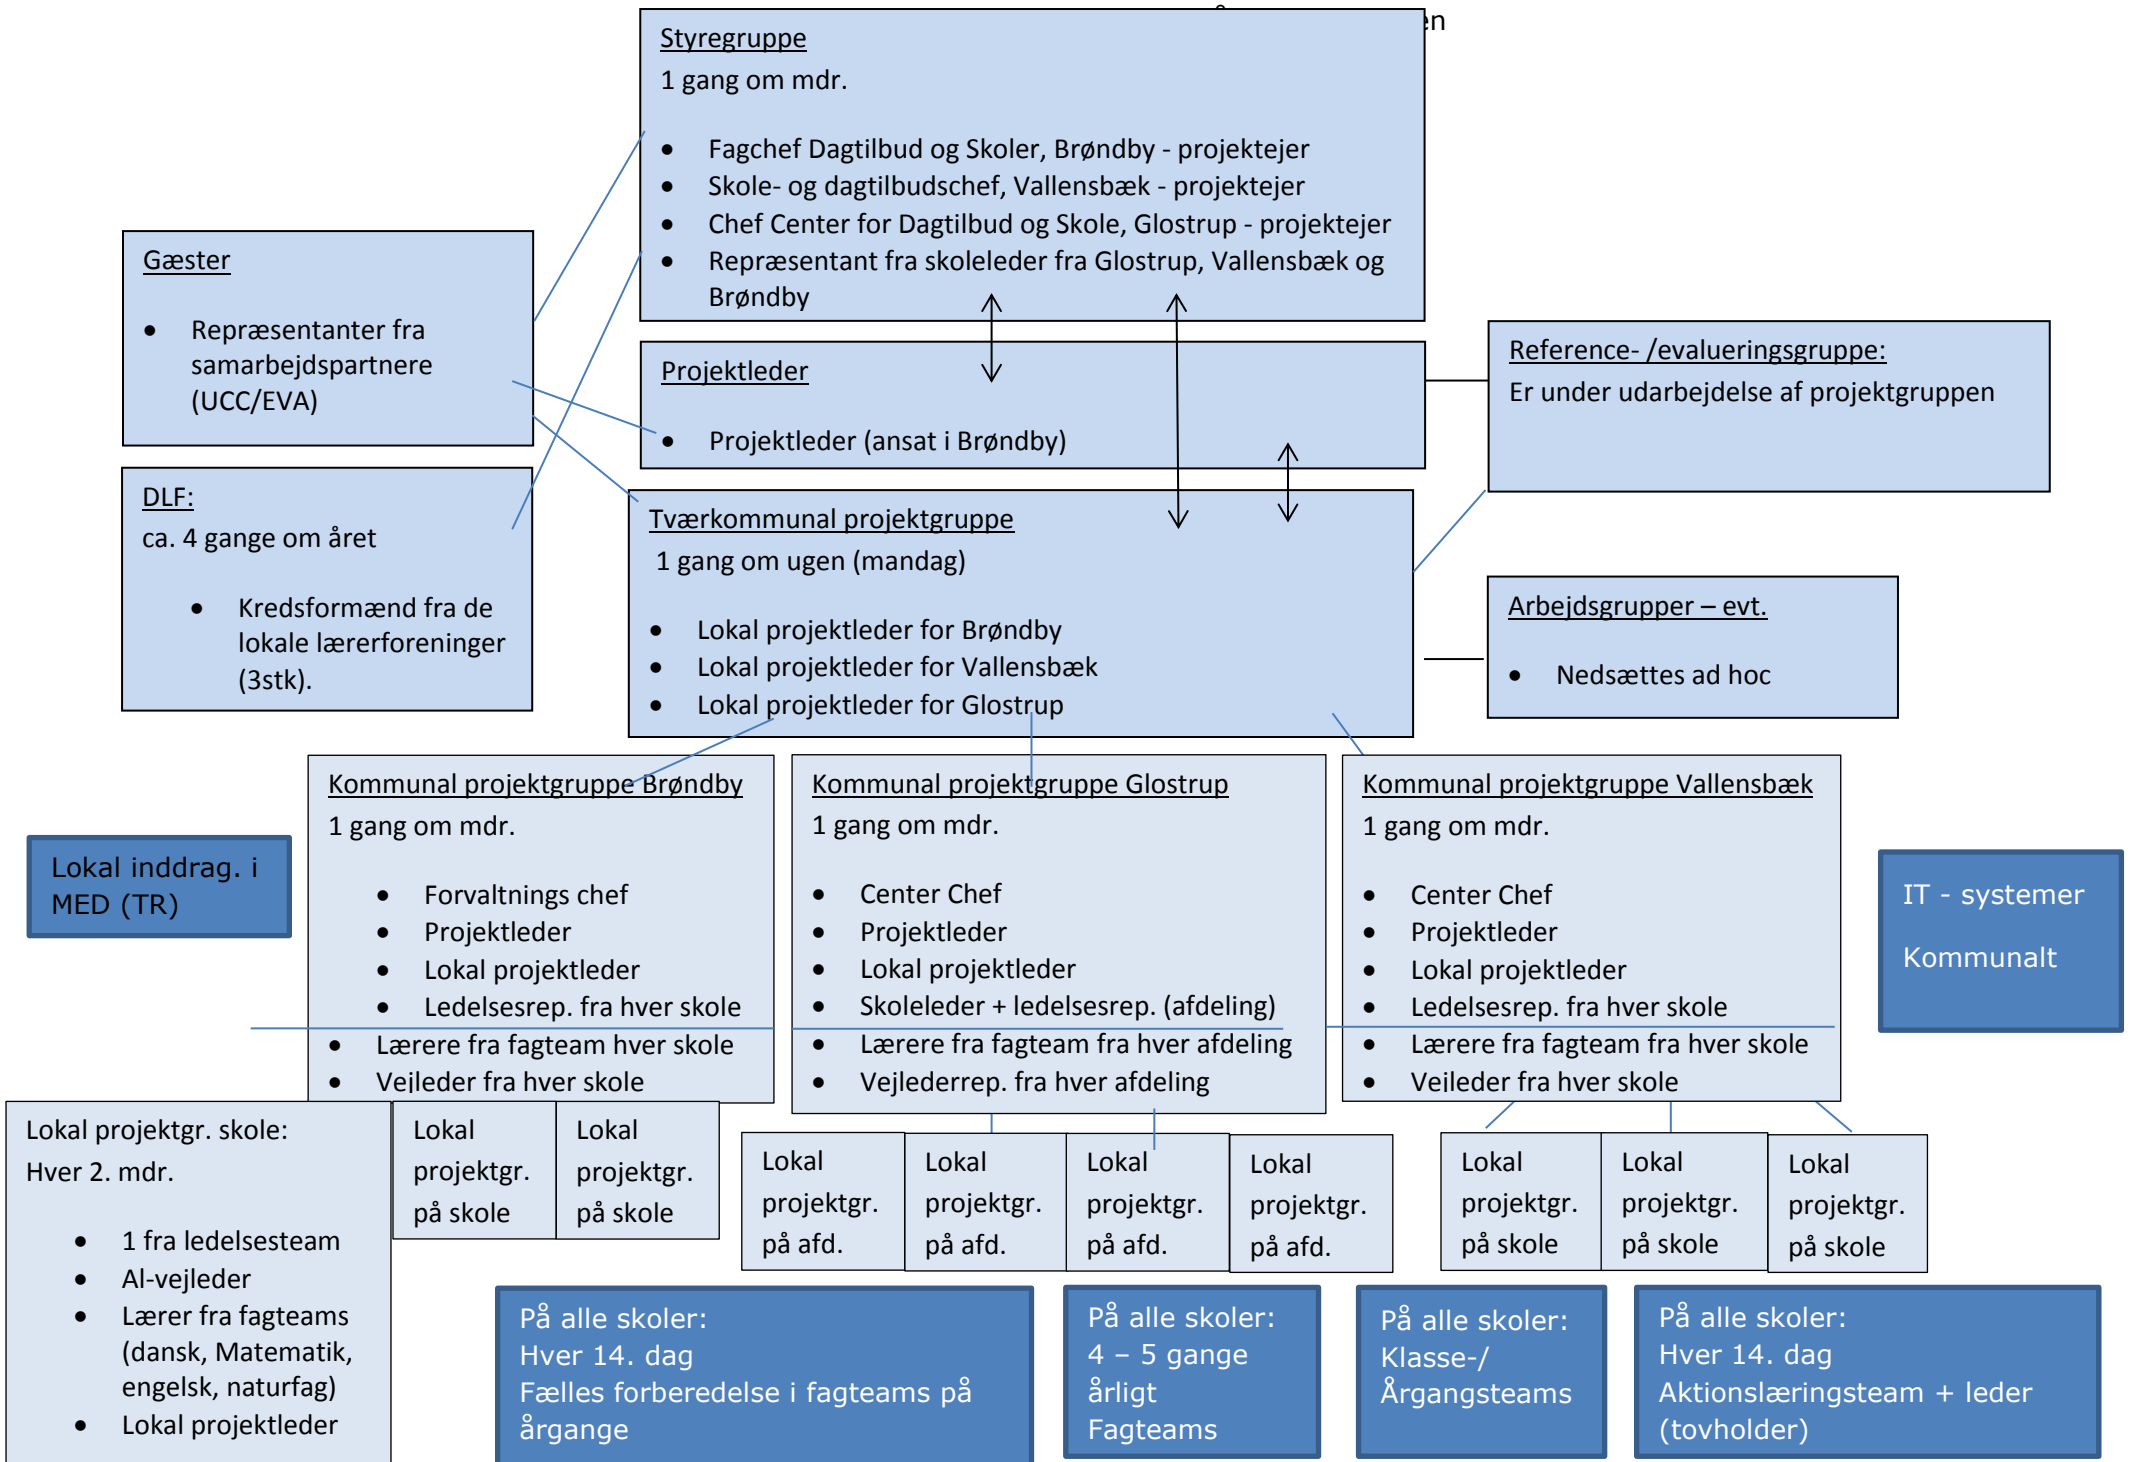 en
Styregruppe
1 gang om mdr.
• Fagchef Dagtilbud og Skoler, Brøndby - projektejer
• Skole- og dagtilbudschef, Vallensbæk - projektejer
• Chef Center for Dagtilbud og Skole, Glostrup - projektejer
• Repræsentant fra skoleleder fra Glostrup, Vallensbæk og
Brøndby
Gæster
• Repræsentanter fra
samarbejdspartnere
(UCC/EVA)
Projektleder
• Projektleder (ansat i Brøndby)
Reference- /evalueringsgruppe:
Er under udarbejdelse af projektgruppen
DLF:
ca. 4 gange om året
• Kredsformænd fra de
lokale lærerforeninger
(3stk).
Tværkommunal projektgruppe
1 gang om ugen (mandag)
• Lokal projektleder for Brøndby
• Lokal projektleder for Vallensbæk
• Lokal projektleder for Glostrup
Arbejdsgrupper – evt.
• Nedsættes ad hoc
Lokal inddrag. i
MED (TR)
Kommunal projektgruppe Brøndby
1 gang om mdr.
• Forvaltnings chef
• Projektleder
• Lokal projektleder
• Ledelsesrep. fra hver skole
• Lærere fra fagteam hver skole
• Vejleder fra hver skole
Kommunal projektgruppe Glostrup
1 gang om mdr.
• Center Chef
• Projektleder
• Lokal projektleder
• Skoleleder + ledelsesrep. (afdeling)
• Lærere fra fagteam fra hver afdeling
• Vejlederrep. fra hver afdeling
Kommunal projektgruppe Vallensbæk
1 gang om mdr.
• Center Chef
• Projektleder
• Lokal projektleder
• Ledelsesrep. fra hver skole
• Lærere fra fagteam fra hver skole
• Vejleder fra hver skole
IT - systemer
Kommunalt
Lokal projektgr. skole:
Hver 2. mdr.
• 1 fra ledelsesteam
• Al-vejleder
• Lærer fra fagteams
(dansk, Matematik,
engelsk, naturfag)
• Lokal projektleder
Lokal
projektgr.
på skole
Lokal
projektgr.
på skole
Lokal
projektgr.
på afd.
Lokal
projektgr.
på afd.
Lokal
projektgr.
på afd.
Lokal
projektgr.
på afd.
Lokal
projektgr.
på skole
Lokal
projektgr.
på skole
Lokal
projektgr.
på skole
På alle skoler:
Hver 14. dag
Fælles forberedelse i fagteams på
årgange
På alle skoler:
4 – 5 gange
årligt
Fagteams
På alle skoler:
Klasse-/
Årgangsteams
På alle skoler:
Hver 14. dag
Aktionslæringsteam + leder
(tovholder)